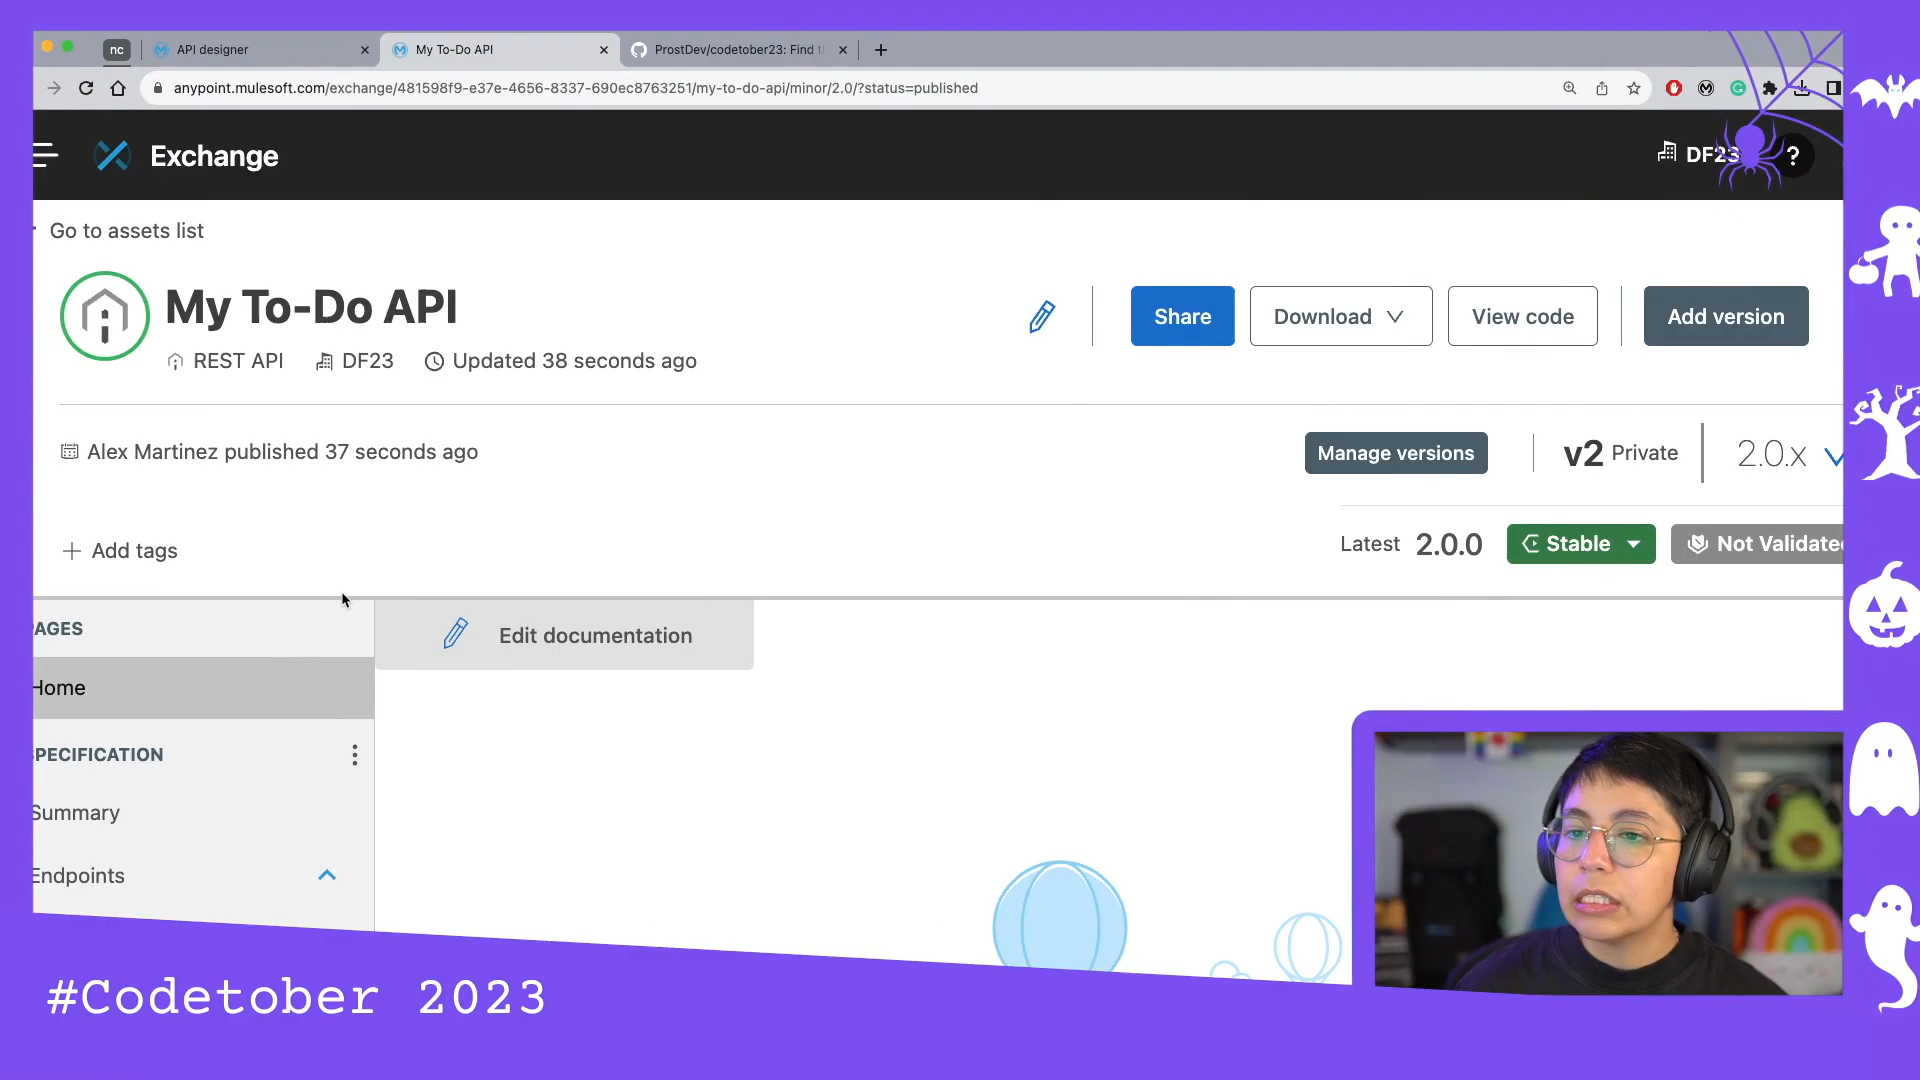 nc
API designer
My To-Do API
ProstDev/codetober23: Find t
anypoint.mulesoft.com/exchange/481598f9-e37e-4656-8337-690ec8763251/my-to-do-api/minor/2.0/?status=published
Exchange
DF23
?
Go to assets list
My To-Do API
Share
Download
View code
Add version
REST API
DF23
Updated 38 seconds ago
Alex Martinez published 37 seconds ago
Manage versions
v2 Private
2.0.x
Add tags
Latest 2.0.0
Stable
Not Validated
PAGES
Edit documentation
Home
SPECIFICATION
Summary
Endpoints
#Codetober 2023